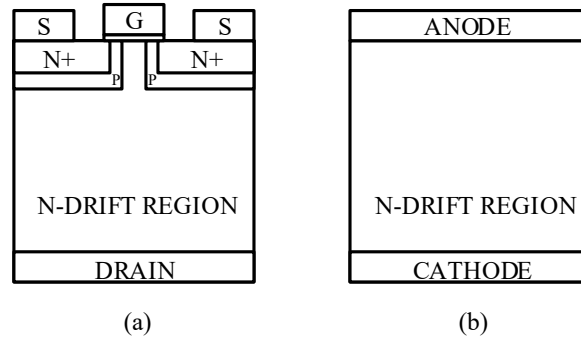 S G S ANODE
N+ N+
P P
N-DRIFT REGION N-DRIFT REGION
DRAIN CATHODE
(a) (b)